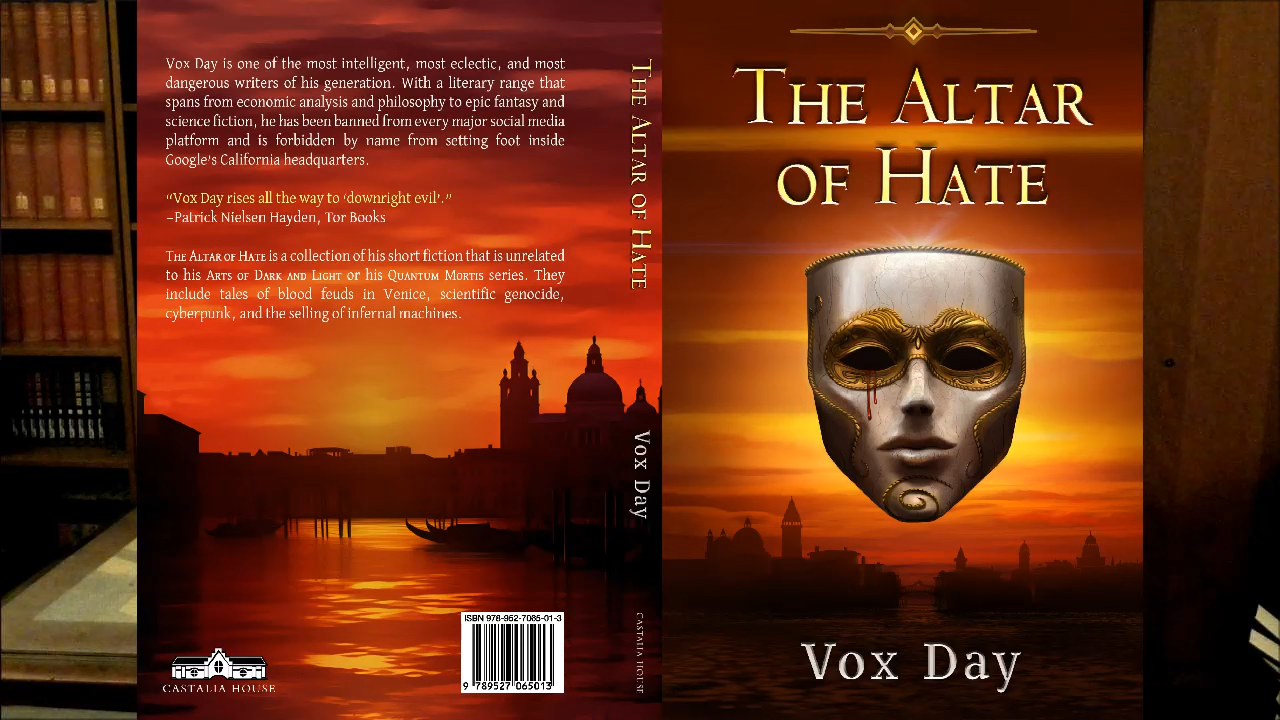 Vox Day is one of the most intelligent, most eclectic, and most
dangerous writers of his generation. With a literary range that
spans from economic analysis and philosophy to epic fantasy and
science fiction, he has been banned from every major social media
platform and is forbidden by name from setting foot inside
Google's California headquarters.
"Vox Day rises all the way to 'downright evil'."
–Patrick Nielsen Hayden, Tor Books
The Altar of Hate is a collection of his short fiction that is unrelated
to his Arts of Dark and Light or his Quantum Mortis series. They
include tales of blood feuds in Venice, scientific genocide,
cyberpunk, and the selling of infernal machines.
CASTALIA HOUSE
ISBN 978-952-7065-01-3
9 789527 065013
The Altar of Hate
Vox Day
CASTALIA HOUSE
The Altar
of Hate
Vox Day